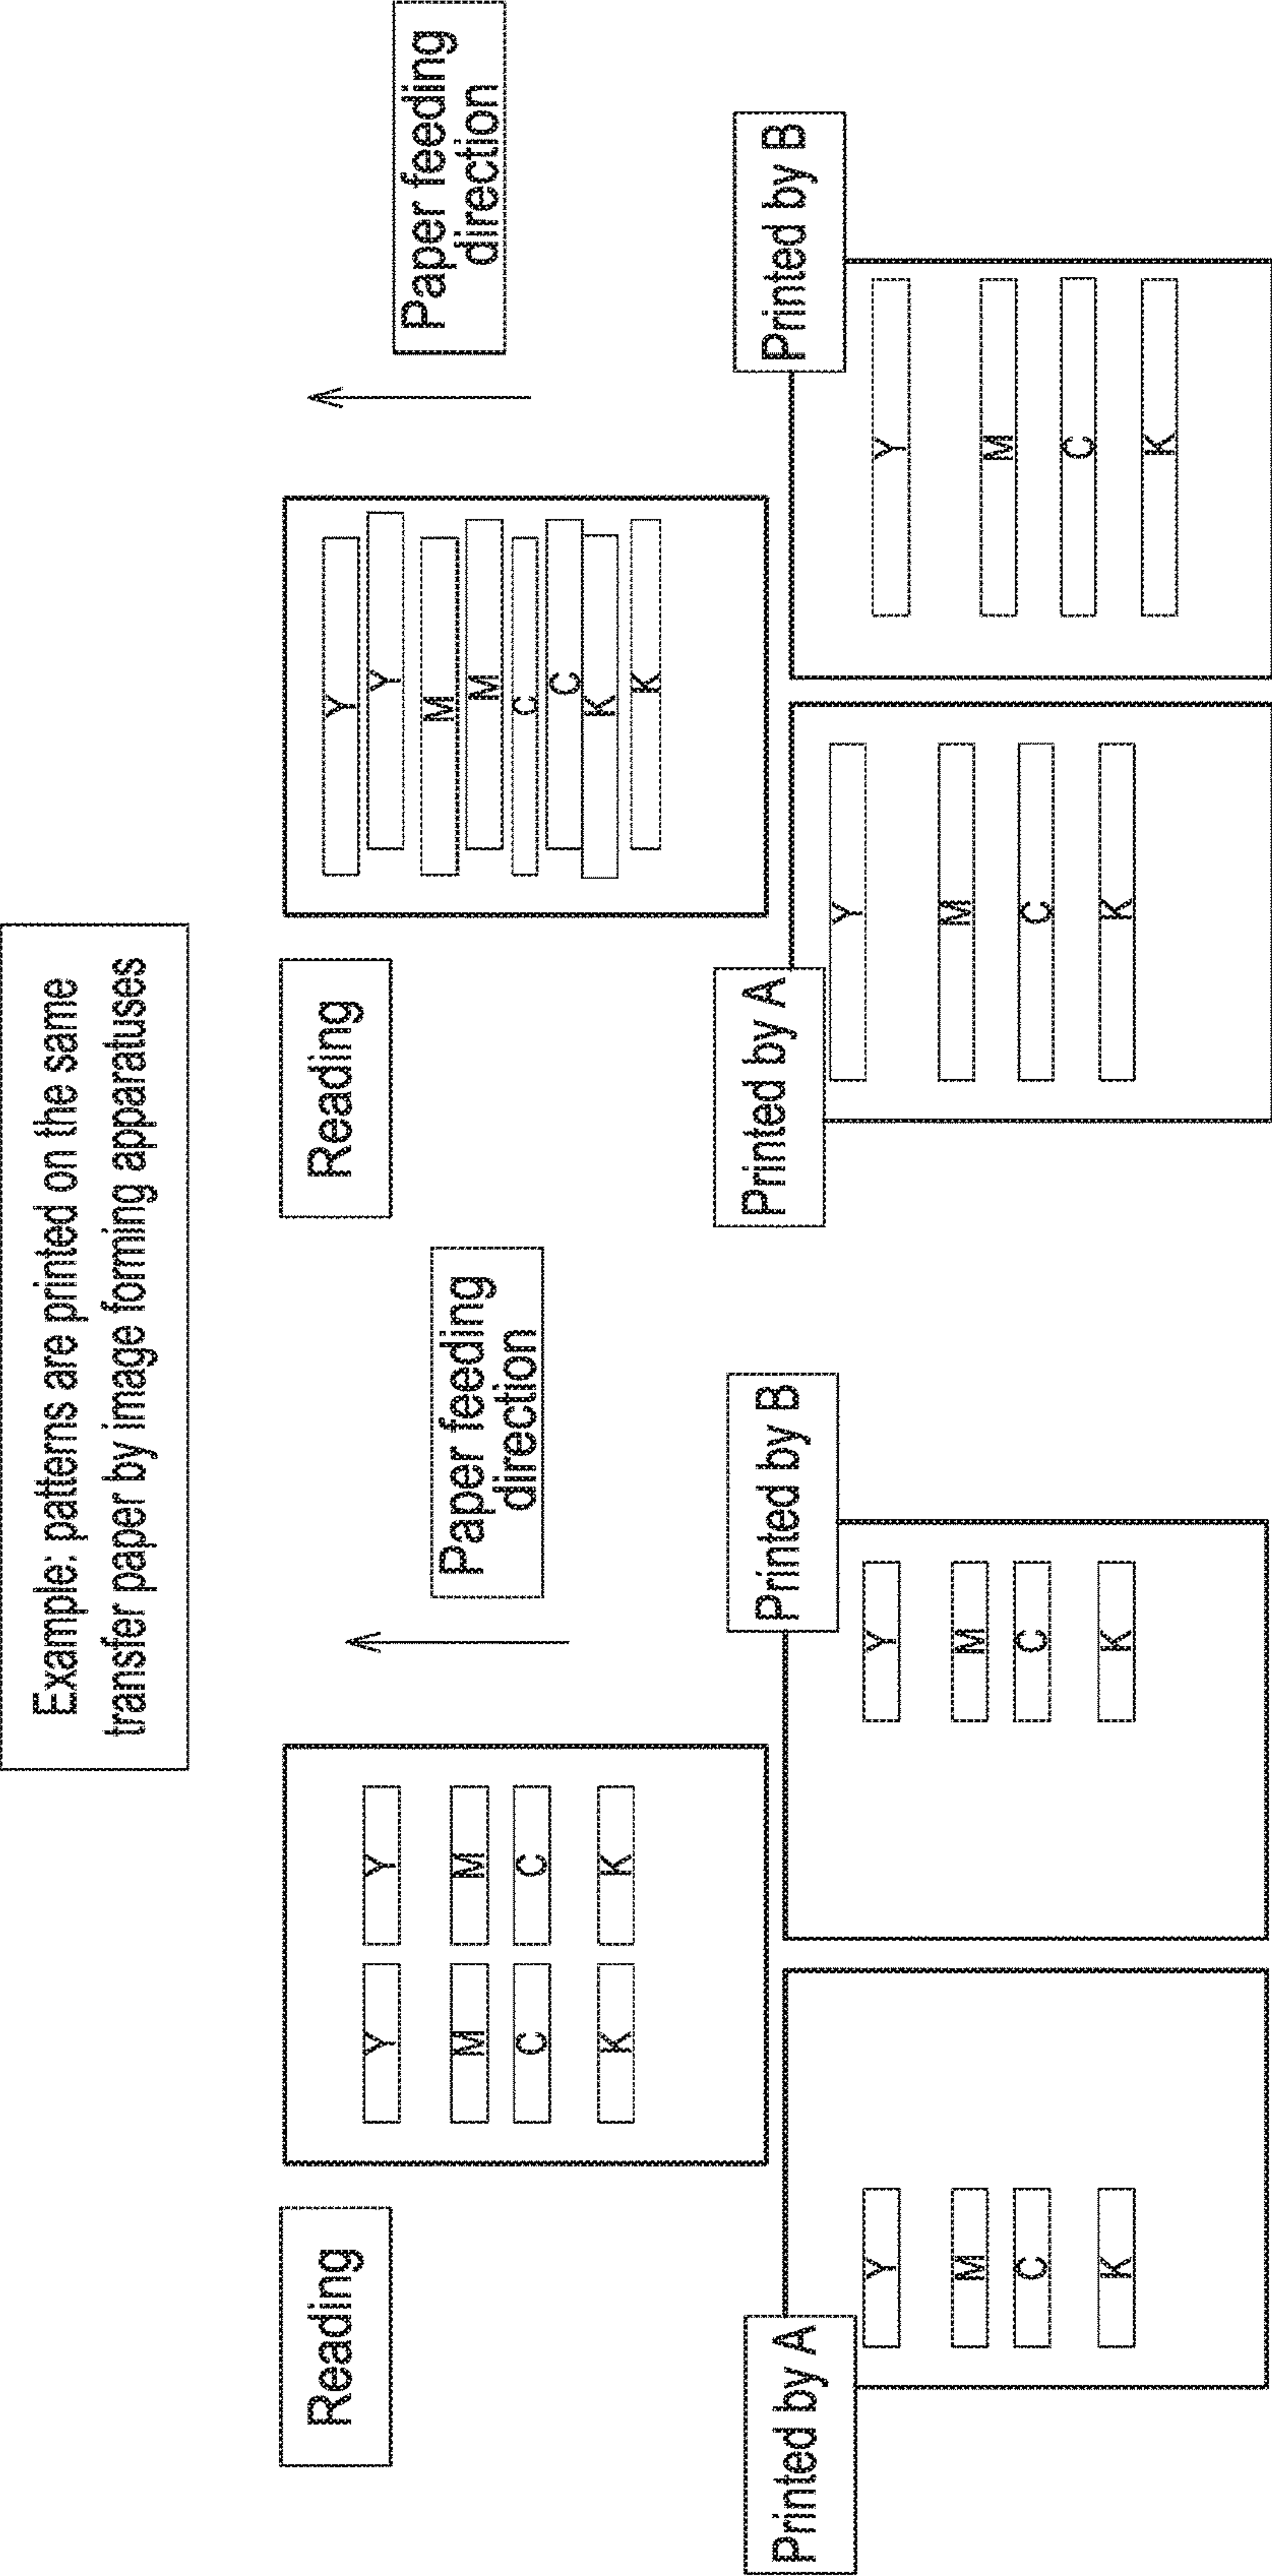 Example: patterns are printed on the same
transfer paper by image forming apparatuses
Reading
Y Y
M M
C C
K K
Paper feeding
direction
Printed by A
Y
M
C
K
Printed by B
Y
M
C
K
Reading
Y
Y
M
M
C
C
K
K
Paper feeding
direction
Printed by A
Y
M
C
K
Printed by B
Y
M
C
K